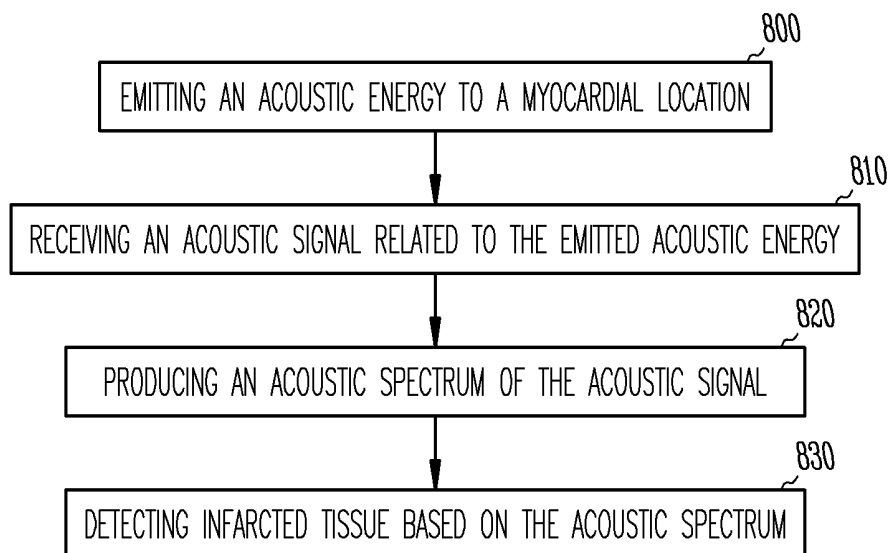 800
EMITTING AN ACOUSTIC ENERGY TO A MYOCARDIAL LOCATION
810
RECEIVING AN ACOUSTIC SIGNAL RELATED TO THE EMITTED ACOUSTIC ENERGY
820
PRODUCING AN ACOUSTIC SPECTRUM OF THE ACOUSTIC SIGNAL
830
DETECTING INFARCTED TISSUE BASED ON THE ACOUSTIC SPECTRUM